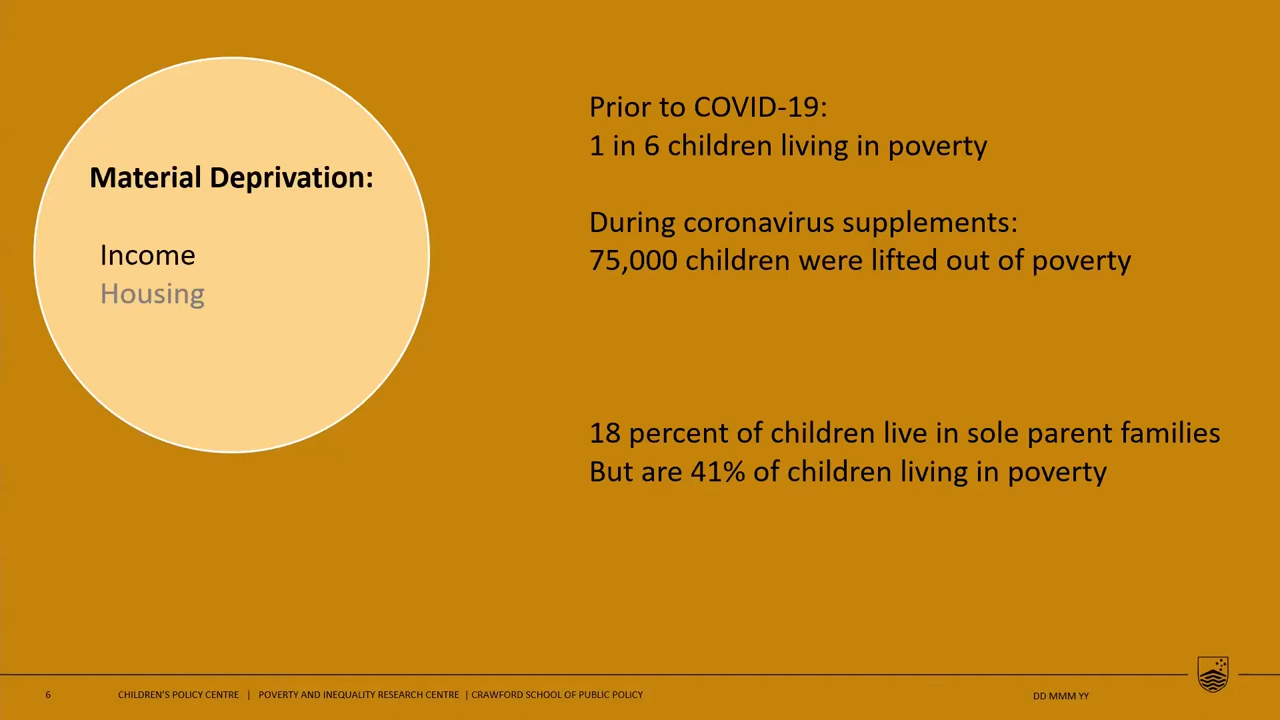 Material Deprivation:
Income
Housing
Prior to COVID-19:
1 in 6 children living in poverty
During coronavirus supplements:
75,000 children were lifted out of poverty
18 percent of children live in sole parent families
But are 41% of children living in poverty
6
CHILDREN'S POLICY CENTRE | POVERTY AND INEQUALITY RESEARCH CENTRE | CRAWFORD SCHOOL OF PUBLIC POLICY
DD MMM YY